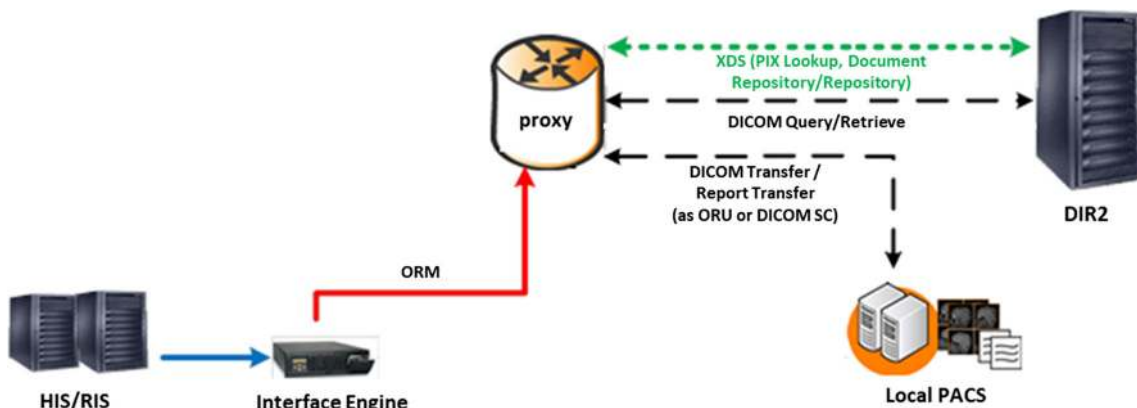 XDS (PIX Lookup, Document
Repository/Repository)
proxy
DICOM Query/Retrieve
DICOM Transfer /
Report Transfer
(as ORU or DICOM SC)
DIR2
ORM
HIS/RIS
Interface Engine
Local PACS